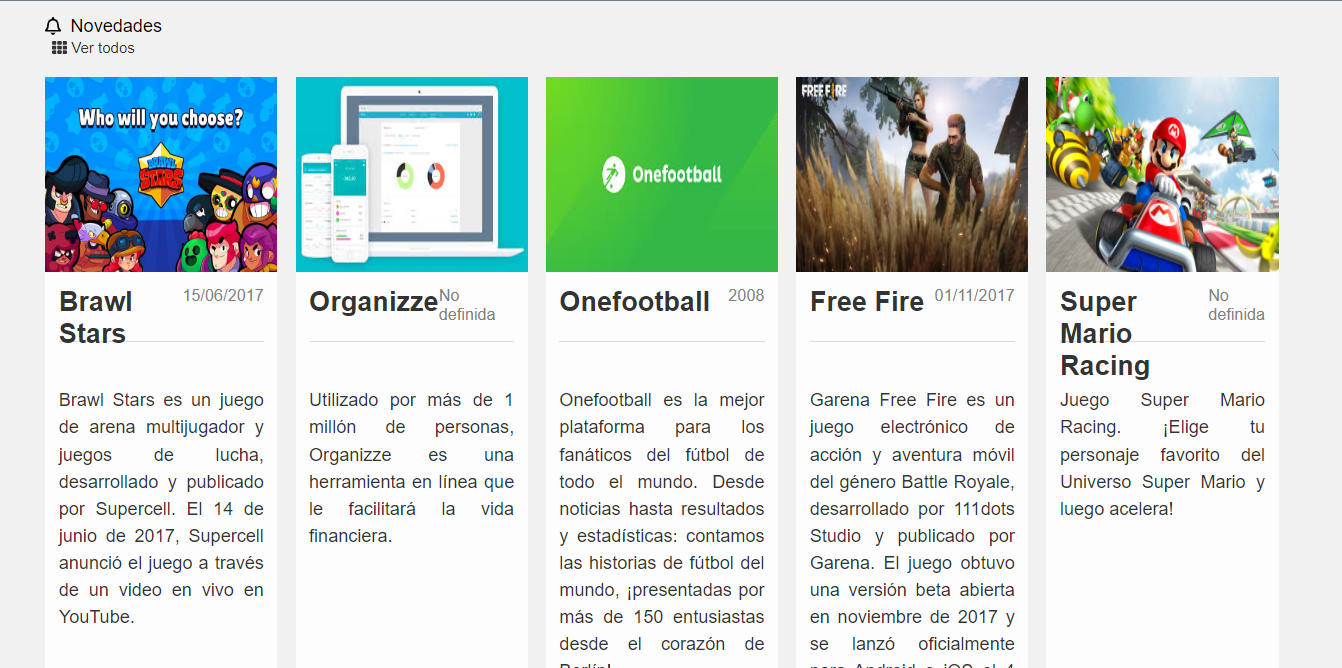 Novedades
Ver todos
Who will you choose?
BRAWL
STARS
Onefootball
FREE FIRE
Brawl
Stars
15/06/2017
Brawl Stars es un juego
de arena multijugador y
juegos de lucha,
desarrollado y publicado
por Supercell. El 14 de
junio de 2017, Supercell
anunció el juego a través
de un video en vivo en
YouTube.
Organizze
No
definida
Utilizado por más de 1
millón de personas,
Organizze es una
herramienta en línea que
le facilitará la vida
financiera.
Onefootball
2008
Onefootball es la mejor
plataforma para los
fanáticos del fútbol de
todo el mundo. Desde
noticias hasta resultados
y estadísticas: contamos
las historias de fútbol del
mundo, ¡presentadas por
más de 150 entusiastas
desde el corazón de
Berlín!
Free Fire
01/11/2017
Garena Free Fire es un
juego electrónico de
acción y aventura móvil
del género Battle Royale,
desarrollado por 111dots
Studio y publicado por
Garena. El juego obtuvo
una versión beta abierta
en noviembre de 2017 y
se lanzó oficialmente
para Android e iOS el 4
Super
Mario
Racing
No
definida
Juego Super Mario
Racing. ¡Elige tu
personaje favorito del
Universo Super Mario y
luego acelera!